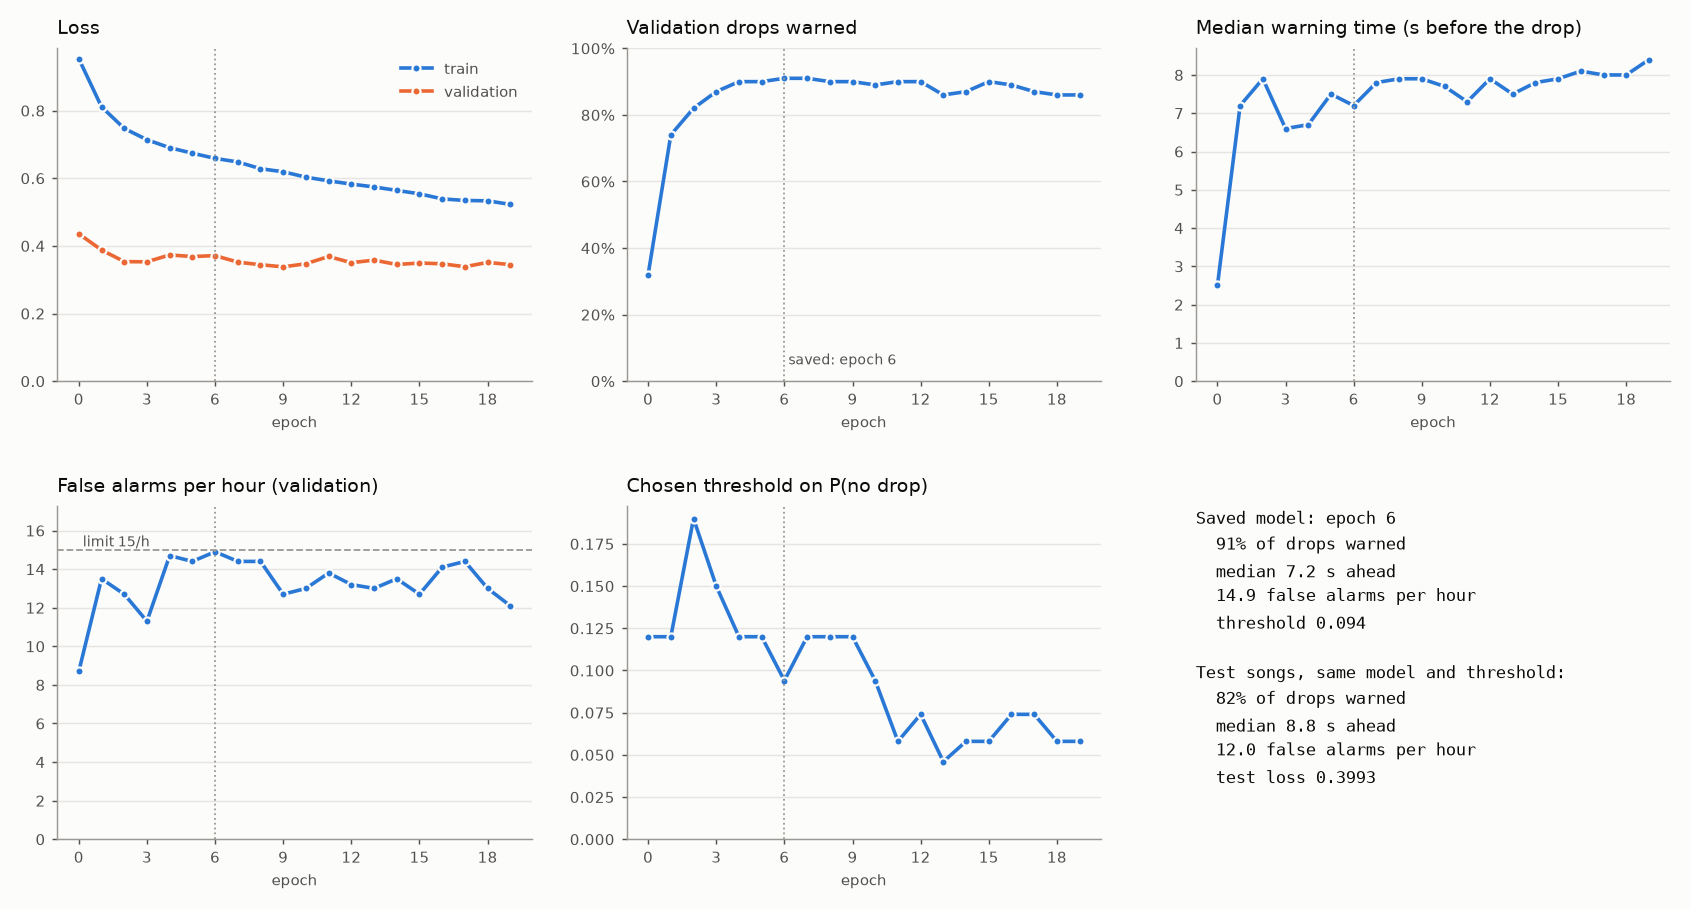 Loss
train
validation
0.8
0.6
0.4
0.2
0.0
0 3 6 9 12 15 18
epoch
Validation drops warned
100%
80%
60%
40%
20%
0%
saved: epoch 6
0 3 6 9 12 15 18
epoch
Median warning time (s before the drop)
8
7
6
5
4
3
2
1
0
0 3 6 9 12 15 18
epoch
False alarms per hour (validation)
16
limit 15/h
14
12
10
8
6
4
2
0
0 3 6 9 12 15 18
epoch
Chosen threshold on P(no drop)
0.175
0.150
0.125
0.100
0.075
0.050
0.025
0.000
0 3 6 9 12 15 18
epoch
Saved model: epoch 6
91% of drops warned
median 7.2 s ahead
14.9 false alarms per hour
threshold 0.094
Test songs, same model and threshold:
82% of drops warned
median 8.8 s ahead
12.0 false alarms per hour
test loss 0.3993